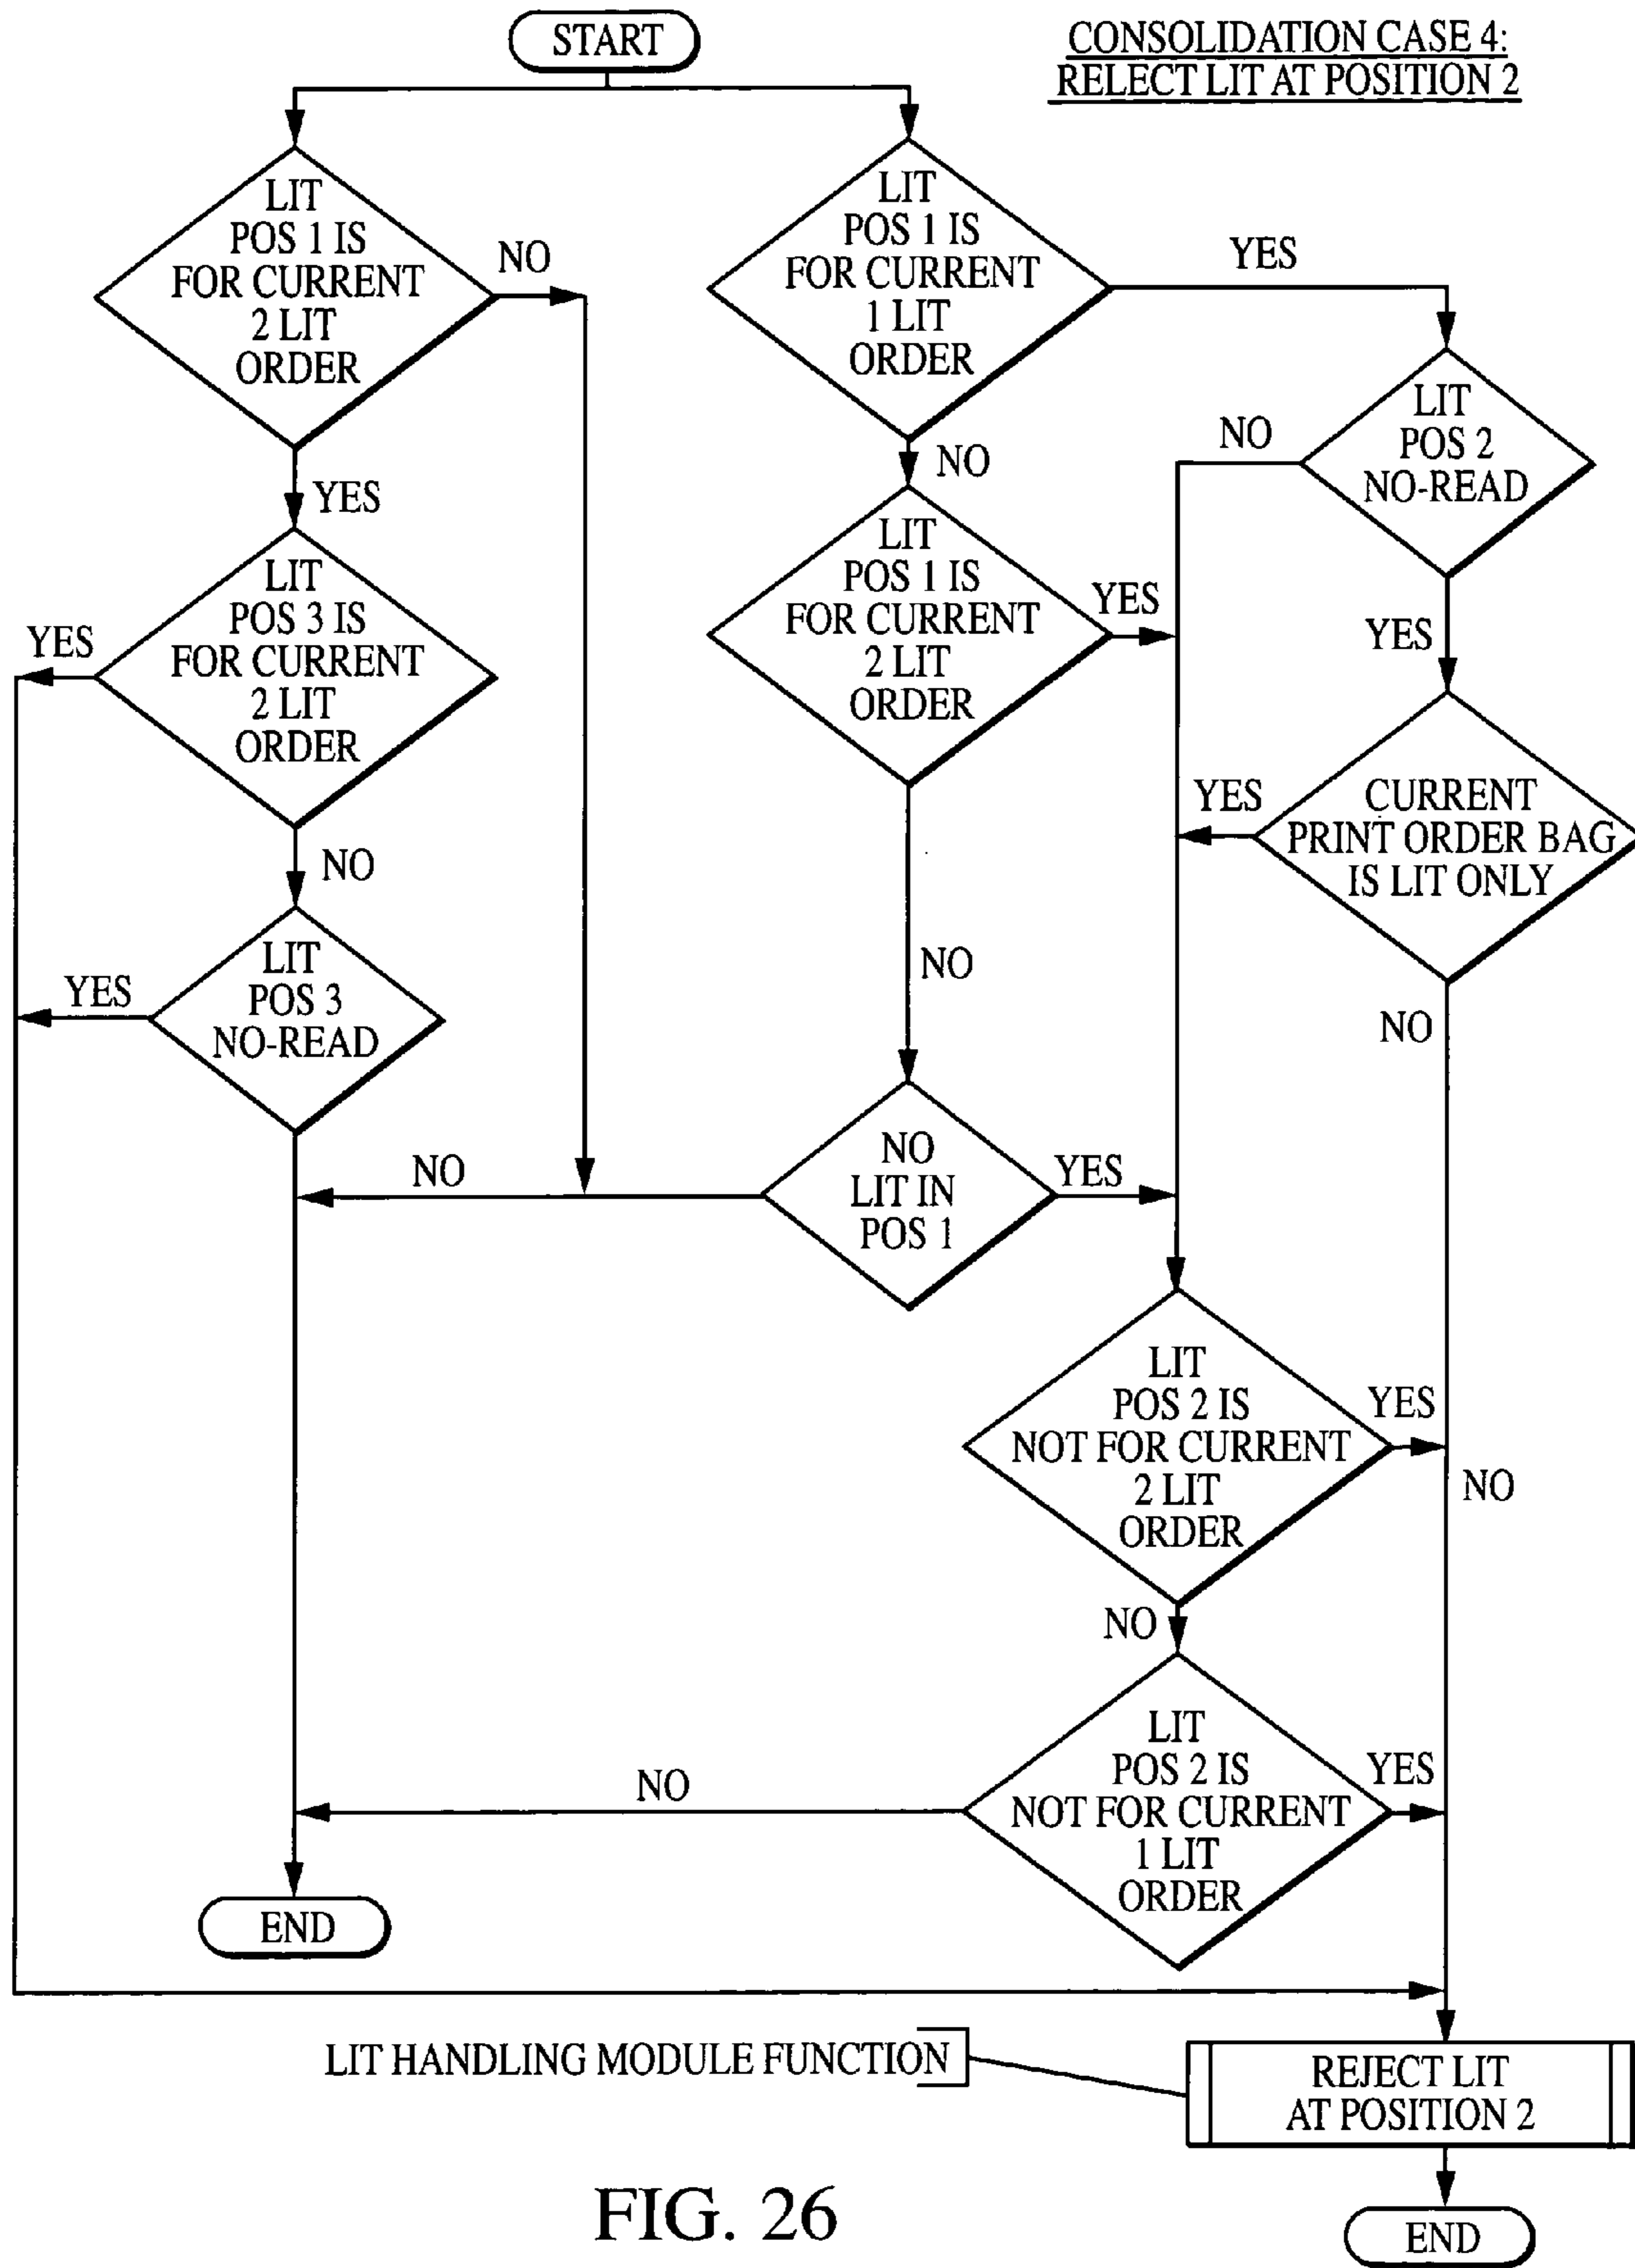 START
CONSOLIDATION CASE 4:
RELECT LIT AT POSITION 2
LIT
POS 1 IS
FOR CURRENT
2 LIT
ORDER
NO
YES
LIT
POS 1 IS
FOR CURRENT
1 LIT
ORDER
YES
NO
LIT
POS 2
NO-READ
NO
YES
LIT
POS 3 IS
FOR CURRENT
2 LIT
ORDER
YES
NO
LIT
POS 1 IS
FOR CURRENT
2 LIT
ORDER
YES
NO
CURRENT
PRINT ORDER BAG
IS LIT ONLY
YES
NO
LIT
POS 3
NO-READ
YES
NO
LIT IN
POS 1
NO
YES
LIT
POS 2 IS
NOT FOR CURRENT
2 LIT
ORDER
YES
NO
NO
LIT
POS 2 IS
NOT FOR CURRENT
1 LIT
ORDER
YES
NO
END
LIT HANDLING MODULE FUNCTION
REJECT LIT
AT POSITION 2
END
FIG. 26